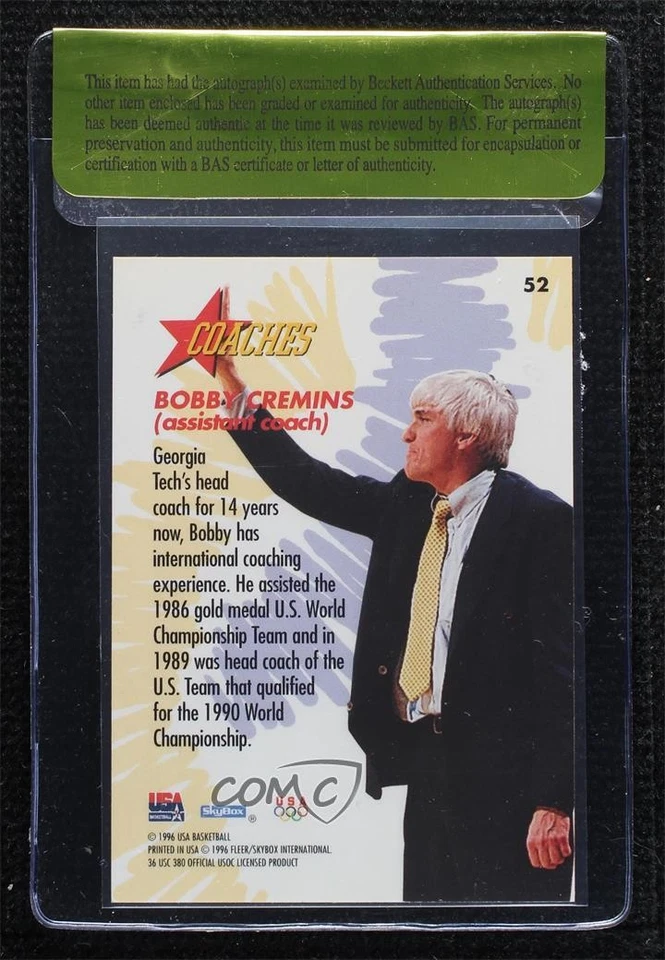 This item has had the autograph(s) examined by Beckett Authentication Services. No
other item enclosed has been graded or examined for authenticity. The autograph(s)
has been deemed authentic at the time it was reviewed by BAS. For permanent
preservation and authenticity, this item must be submitted for encapsulation or
certification with a BAS certificate or letter of authenticity.
52
COACHES
BOBBY CREMINS
(assistant coach)
Georgia
Tech's head
coach for 14 years
now, Bobby has
international coaching
experience. He assisted the
1986 gold medal U.S. World
Championship Team and in
1989 was head coach of the
U.S. Team that qualified
for the 1990 World
Championship.
COMC
USA
BASKETBALL
SkyBox
®
USA
© 1996 USA BASKETBALL
PRINTED IN USA © 1996 FLEER/SKYBOX INTERNATIONAL.
36 USC 380 OFFICIAL USOC LICENSED PRODUCT